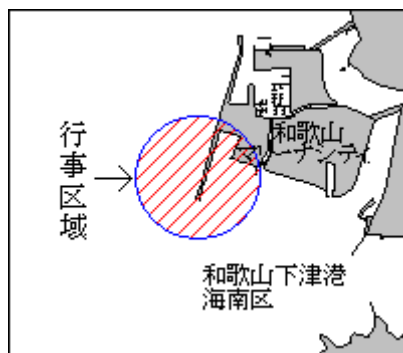 和歌山
マリーナシティ
行事区域
和歌山下津港
海南区